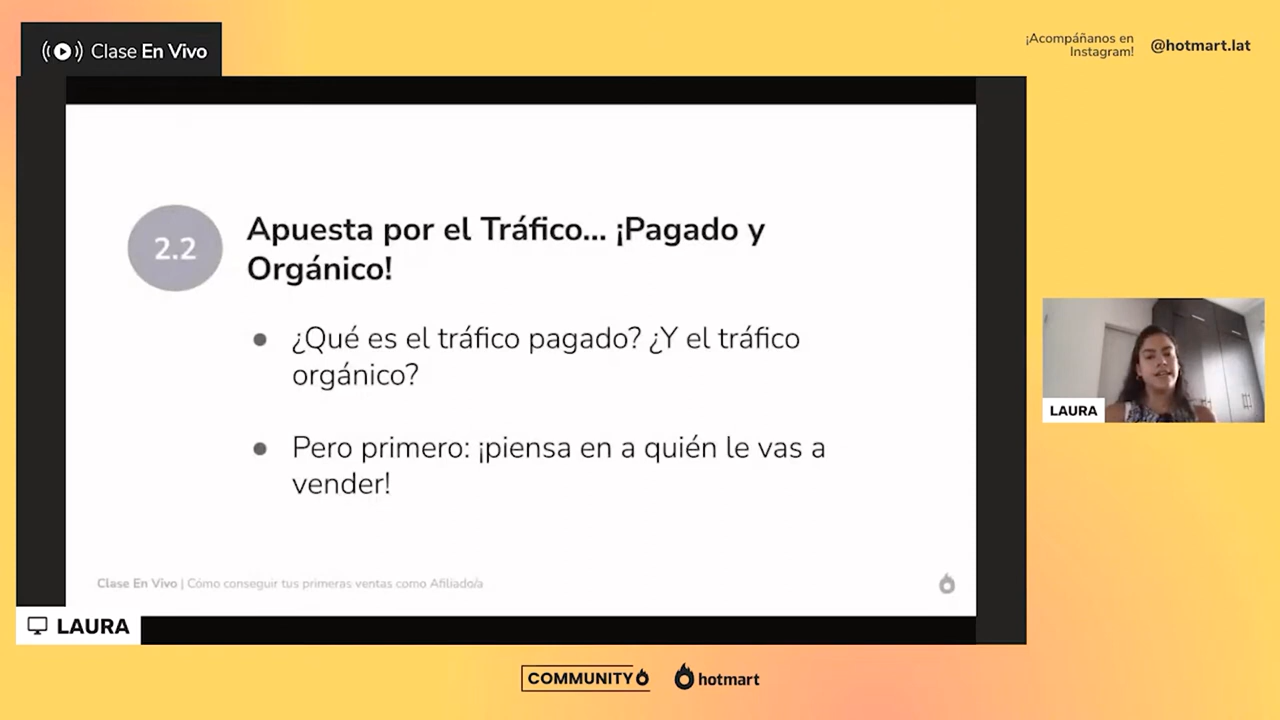 Clase En Vivo
¡Acompáñanos en
Instagram!
@hotmart.lat
2.2
Apuesta por el Tráfico... ¡Pagado y
Orgánico!
● ¿Qué es el tráfico pagado? ¿Y el tráfico
orgánico?
● Pero primero: ¡piensa en a quién le vas a
vender!
Clase En Vivo | Cómo conseguir tus primeras ventas como Afiliado/a
LAURA
LAURA
COMMUNITY
hotmart